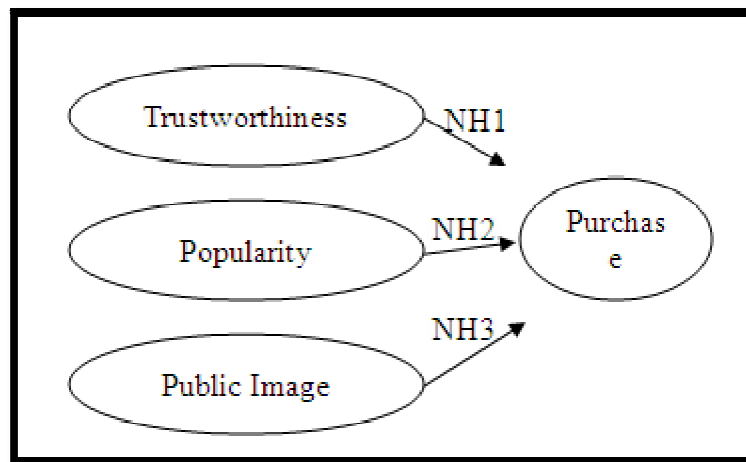 Trustworthiness
NH1
Popularity
NH2
Purchas
e
Public Image
NH3